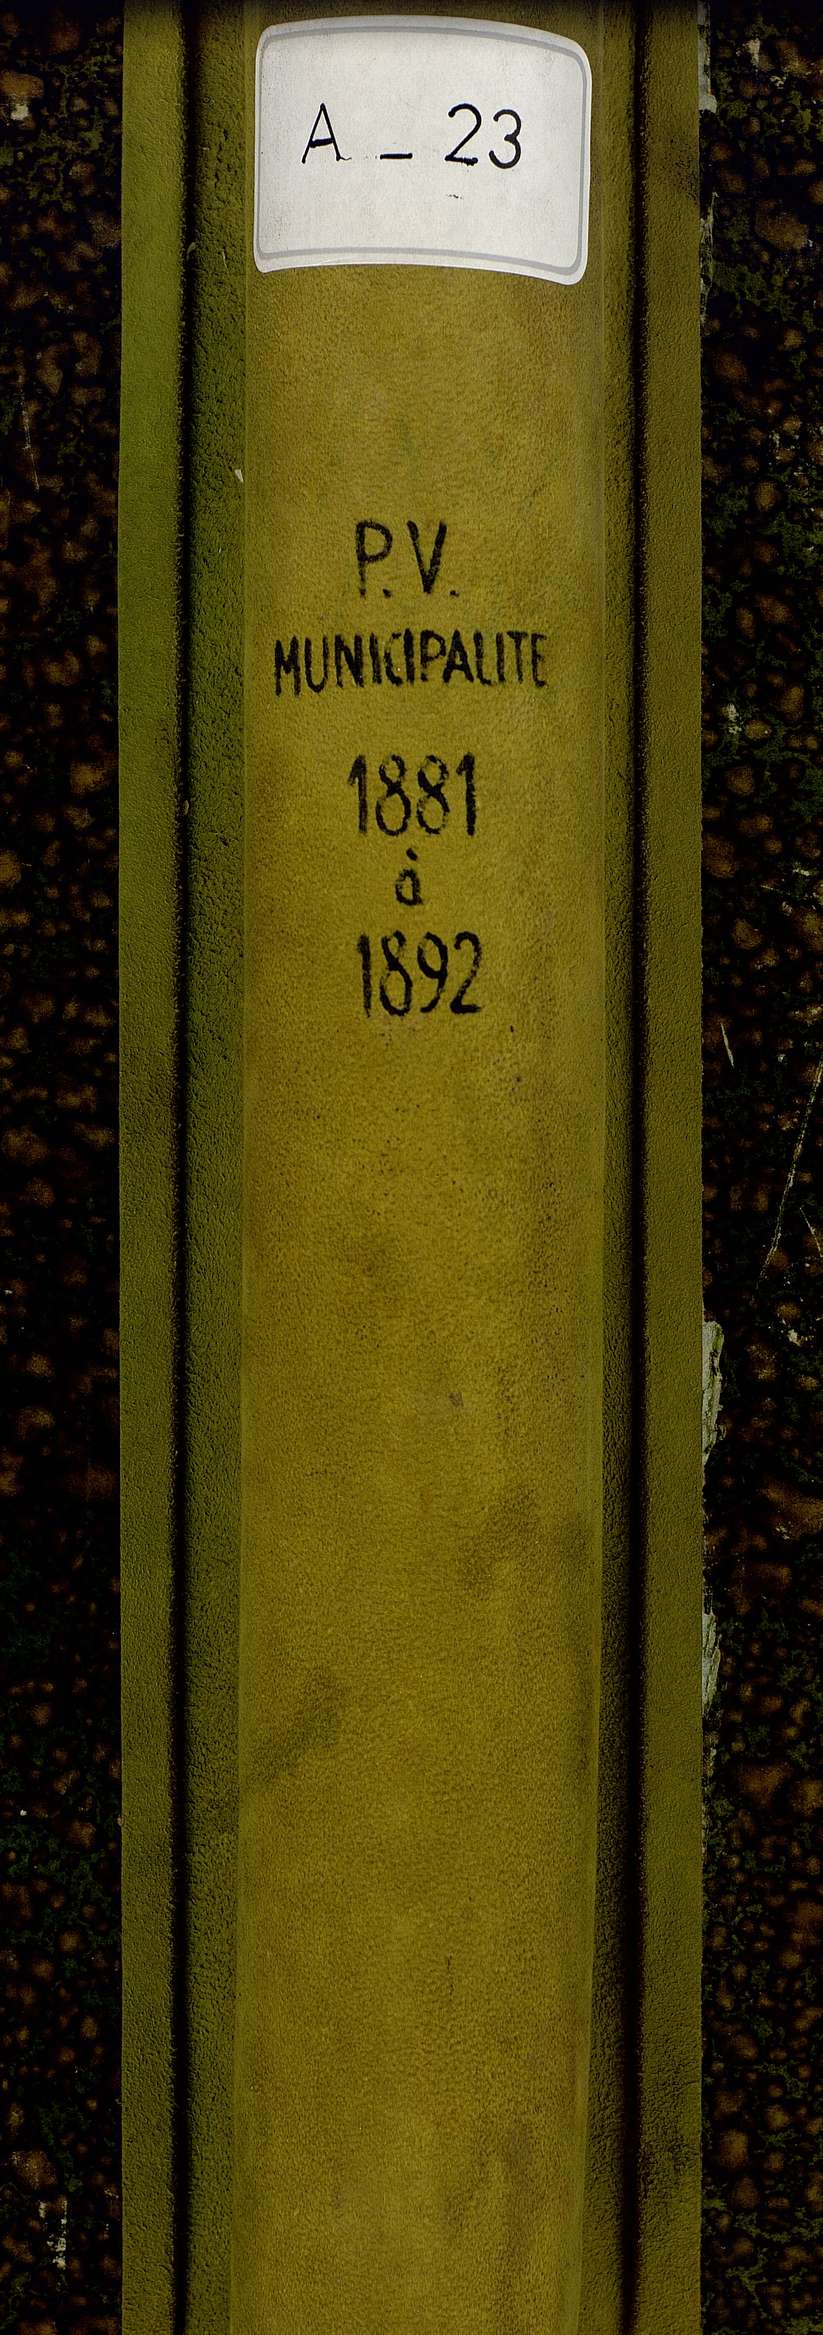 A - 23
P.V.
MUNICIPALITE
1881
à
1892